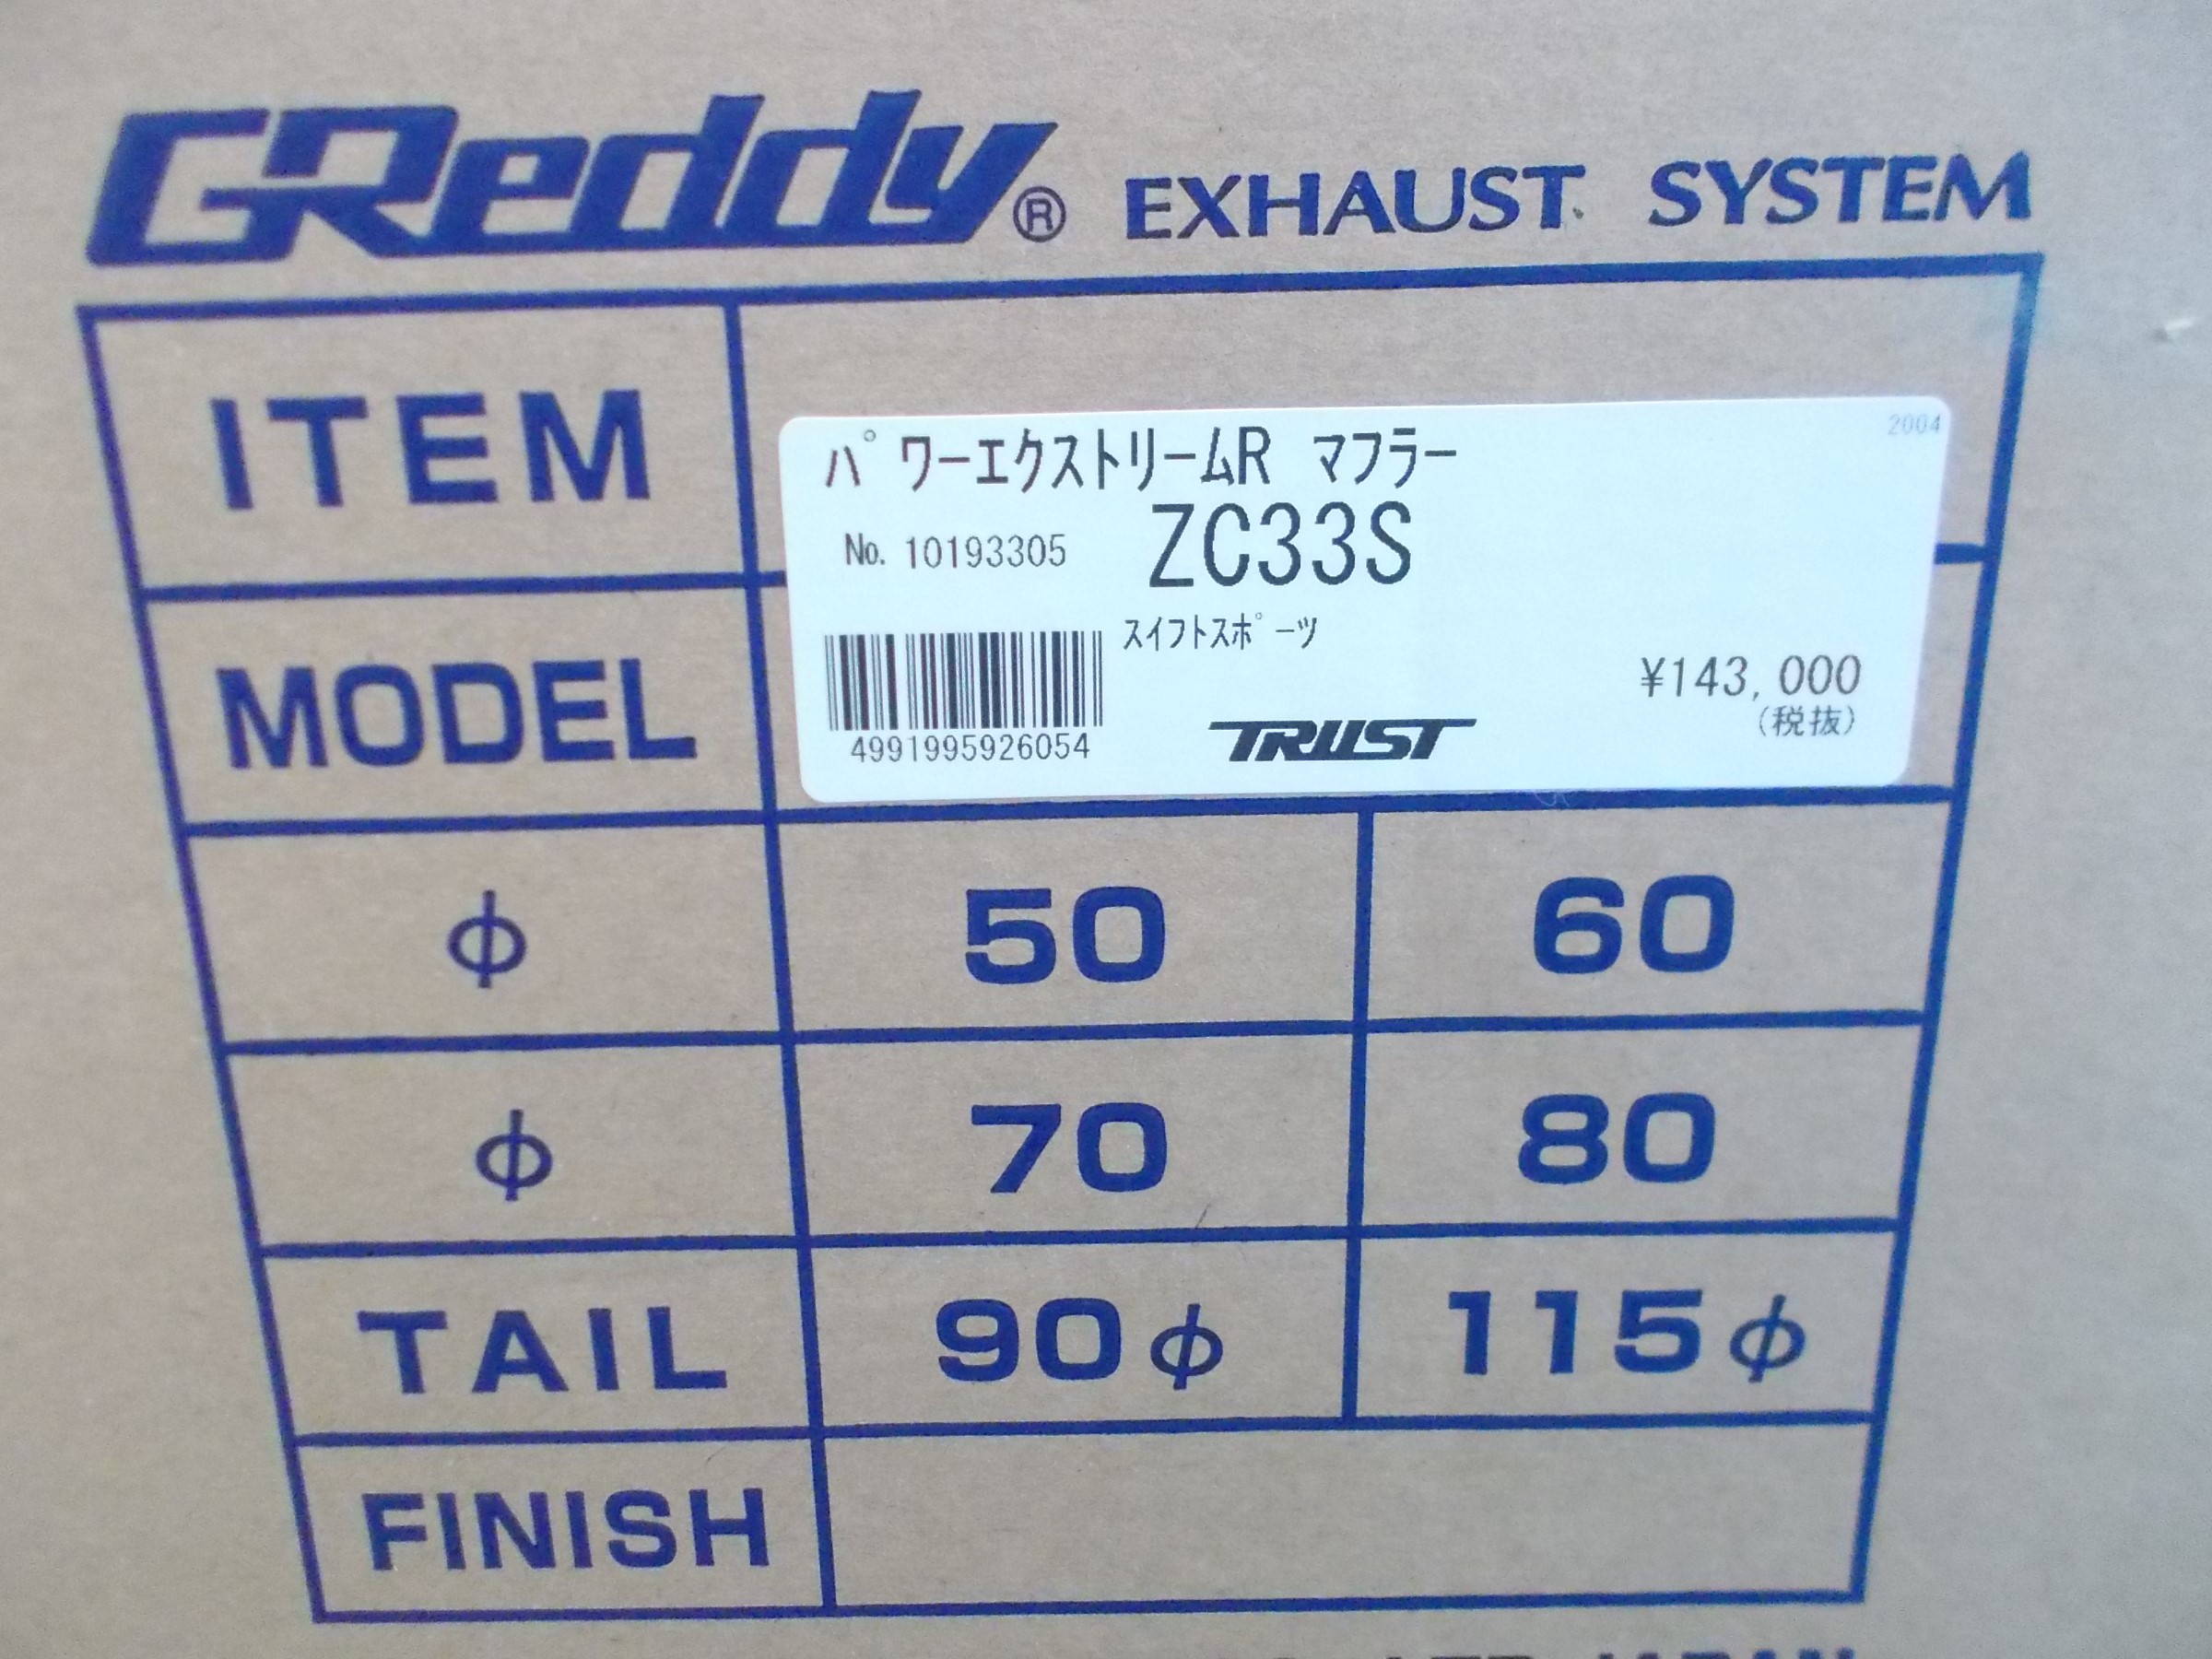 GReddy® EXHAUST SYSTEM
ITEM
2004
ﾊﾟﾜｰｴｸｽﾄﾘｰﾑR ﾏﾌﾗｰ
No. 10193305 ZC33S
ｽｲﾌﾄｽﾎﾟｰﾂ
¥143,000
(税抜)
4991995926054
TRUST
MODEL
φ 50 60
φ 70 80
TAIL 90φ 115φ
FINISH
JAPAN